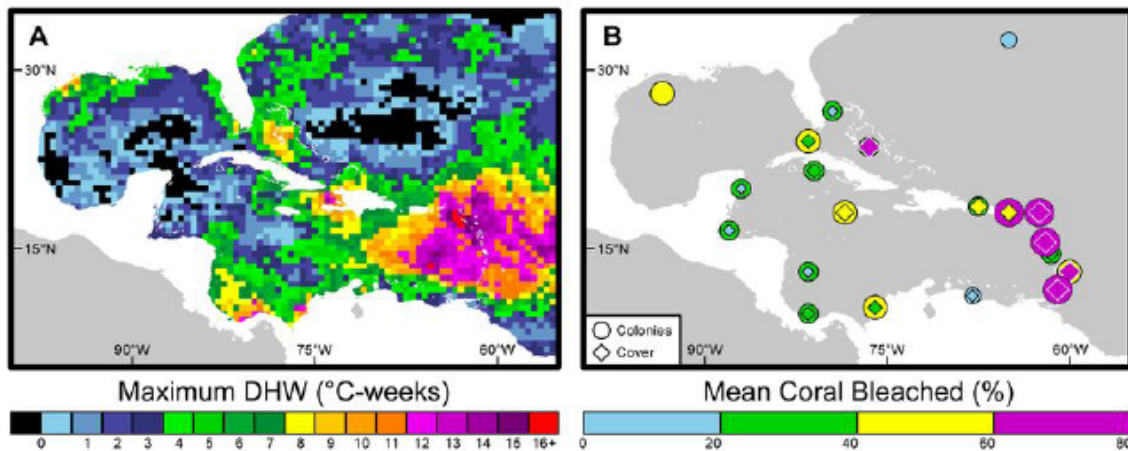 A
B
30°N
30°N
15°N
15°N
Colonies
Cover
90°W 75°W 60°W
90°W 75°W 60°W
Maximum DHW (°C-weeks)
Mean Coral Bleached (%)
0 1 2 3 4 5 6 7 8 9 10 11 12 13 14 15 16+
0 20 40 60 80